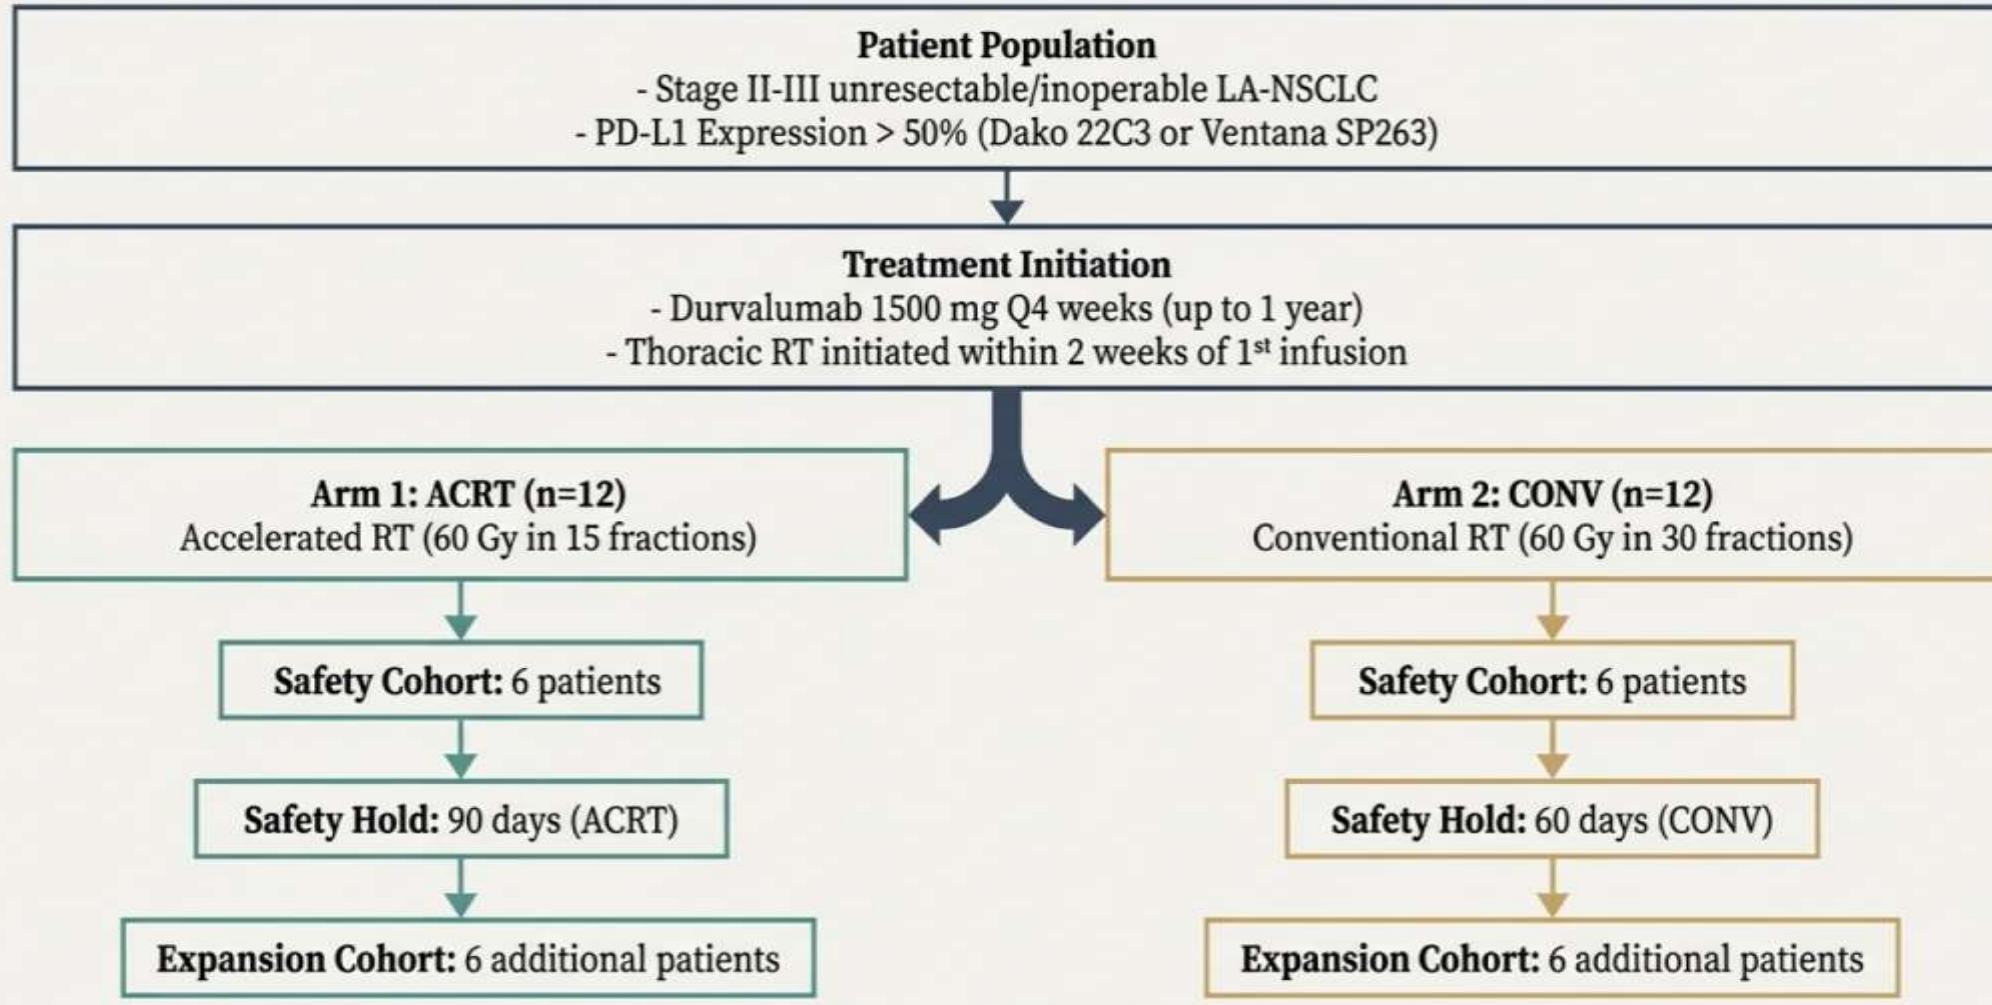 Patient Population
- Stage II-III unresectable/inoperable LA-NSCLC
- PD-L1 Expression > 50% (Dako 22C3 or Ventana SP263)
Treatment Initiation
- Durvalumab 1500 mg Q4 weeks (up to 1 year)
- Thoracic RT initiated within 2 weeks of 1st infusion
Arm 1: ACRT (n=12)
Accelerated RT (60 Gy in 15 fractions)
Safety Cohort: 6 patients
Safety Hold: 90 days (ACRT)
Expansion Cohort: 6 additional patients
Arm 2: CONV (n=12)
Conventional RT (60 Gy in 30 fractions)
Safety Cohort: 6 patients
Safety Hold: 60 days (CONV)
Expansion Cohort: 6 additional patients